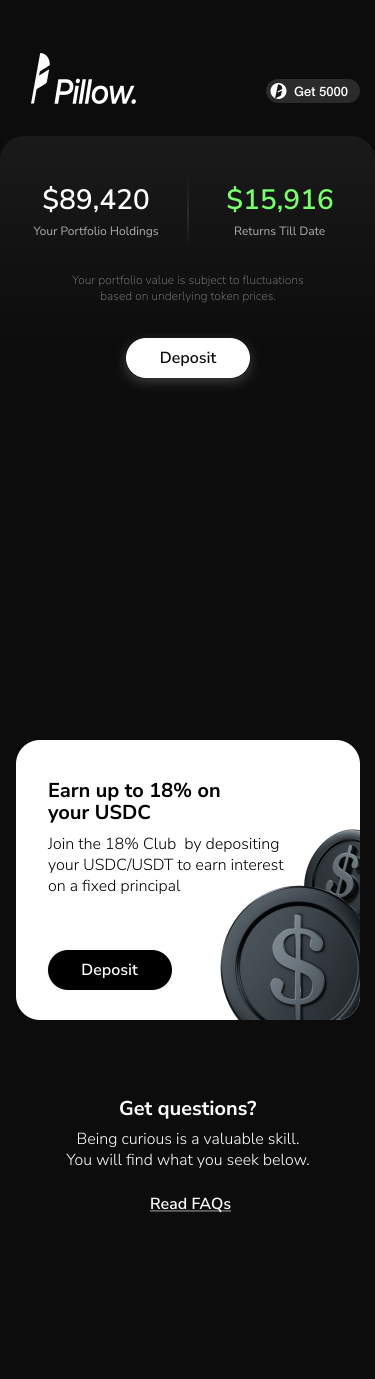 Pillow.
Get 5000
$89,420
$15,916
Your Portfolio Holdings
Returns Till Date
Your portfolio value is subject to fluctuations
based on underlying token prices.
Deposit
Earn up to 18% on
your USDC
Join the 18% Club  by depositing
your USDC/USDT to earn interest
on a fixed principal
Deposit
$
$
Get questions?
Being curious is a valuable skill.
You will find what you seek below.
Read FAQs